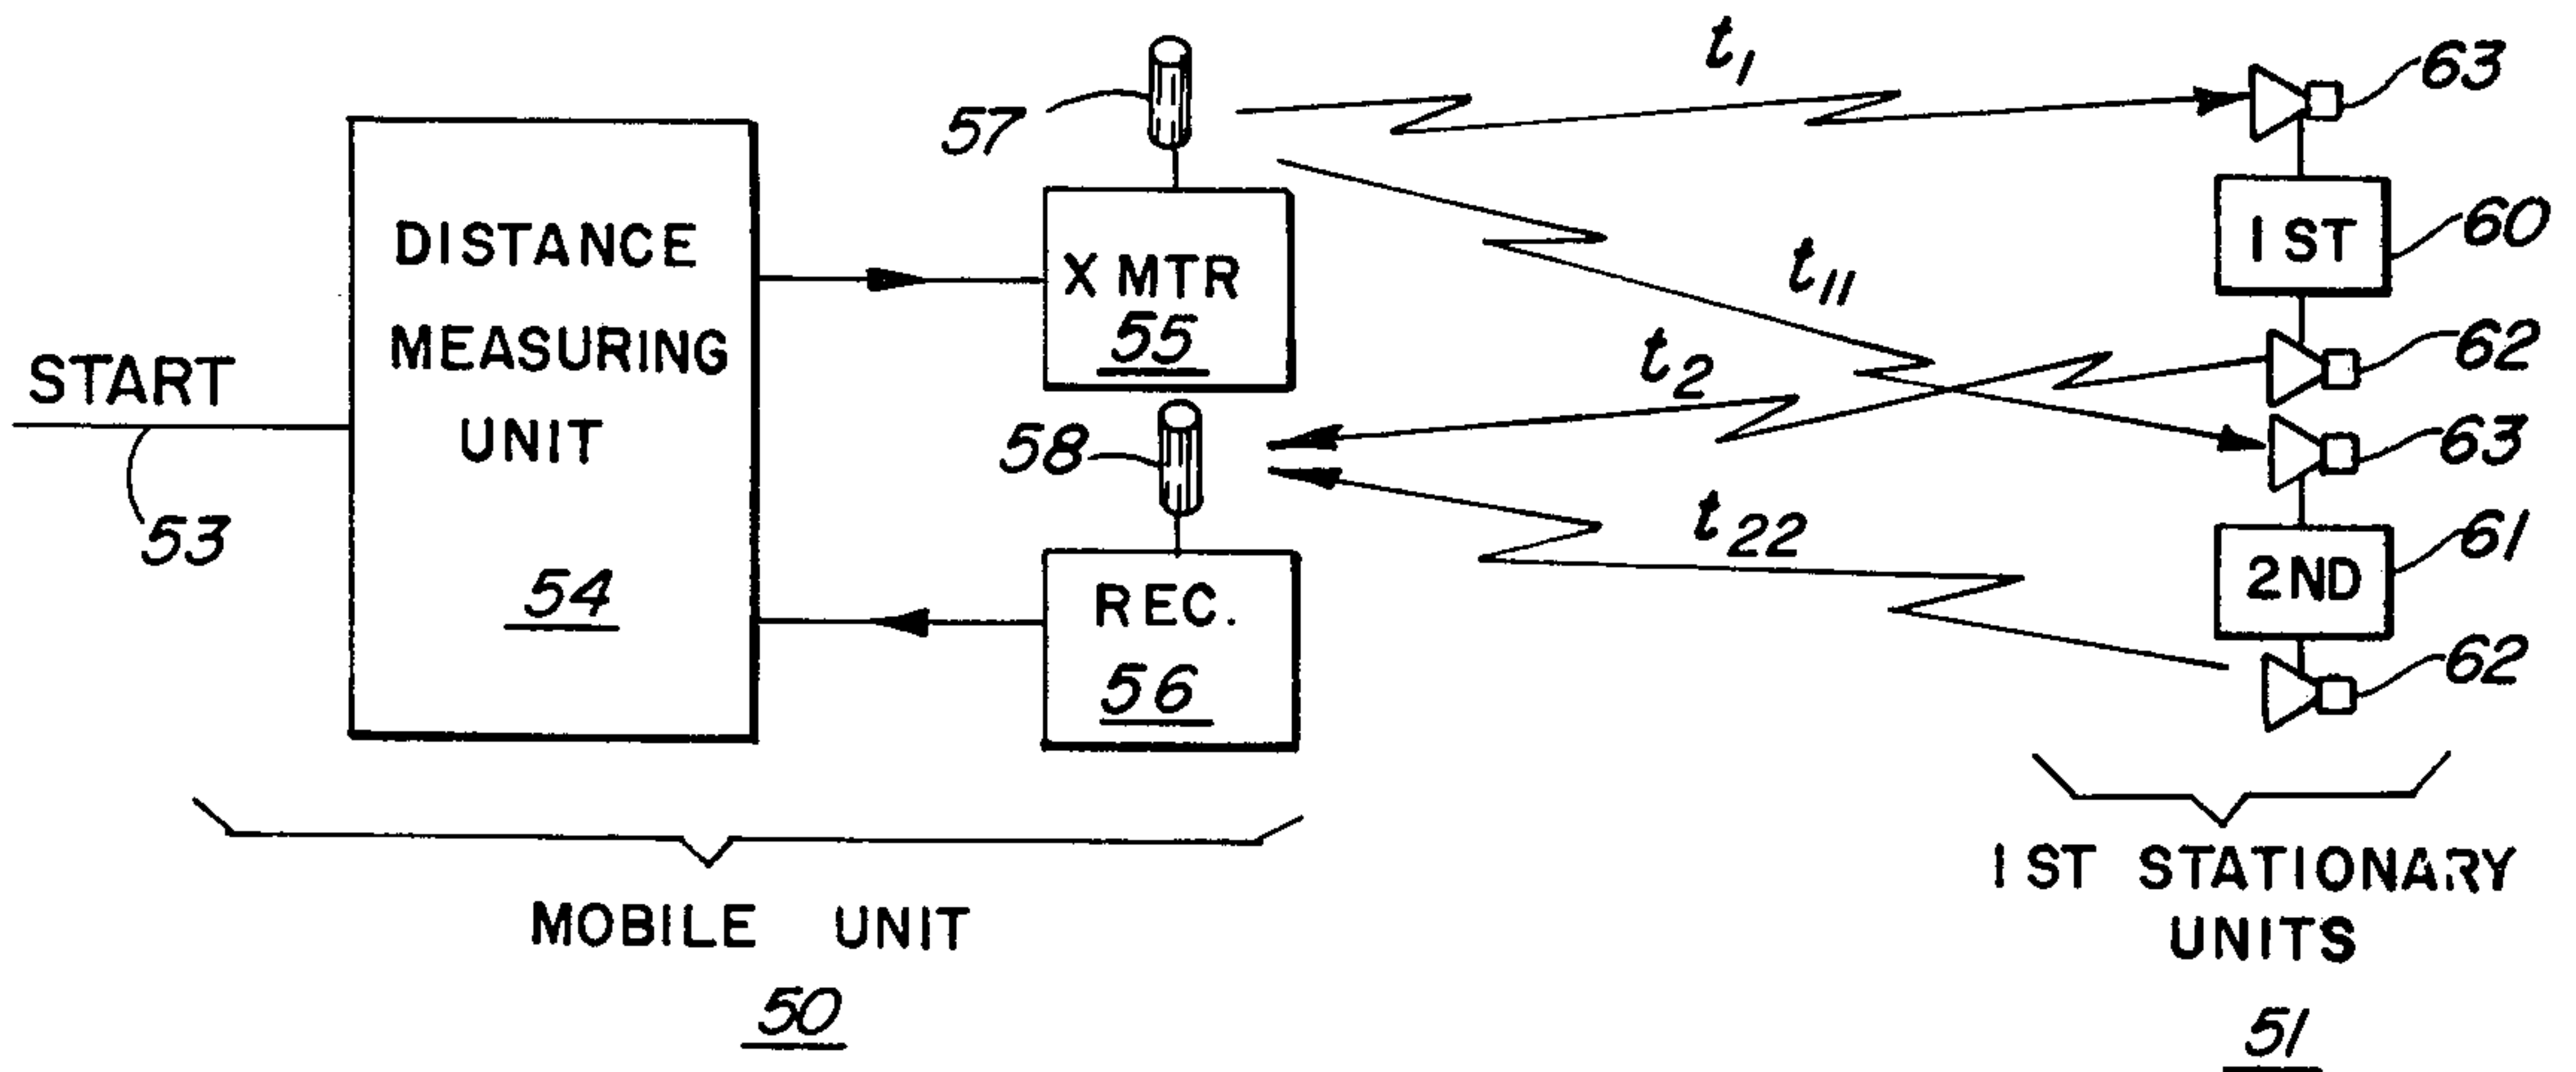 START
53
DISTANCE
MEASURING
UNIT
54
57
X MTR
55
58
REC.
56
t1
t11
t2
t22
63
1ST
60
62
63
2ND
61
62
MOBILE UNIT
50
1ST STATIONARY
UNITS
51